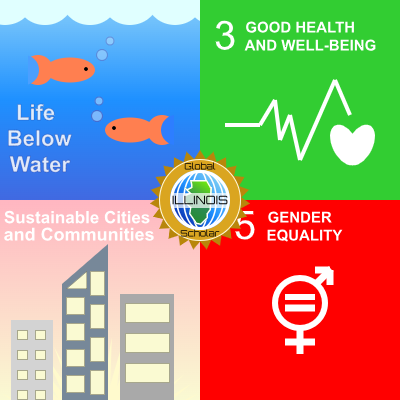 Life
Below
Water
3 GOOD HEALTH
AND WELL-BEING
Global
ILLINOIS
Scholar
Sustainable Cities
and Communities
5 GENDER
EQUALITY